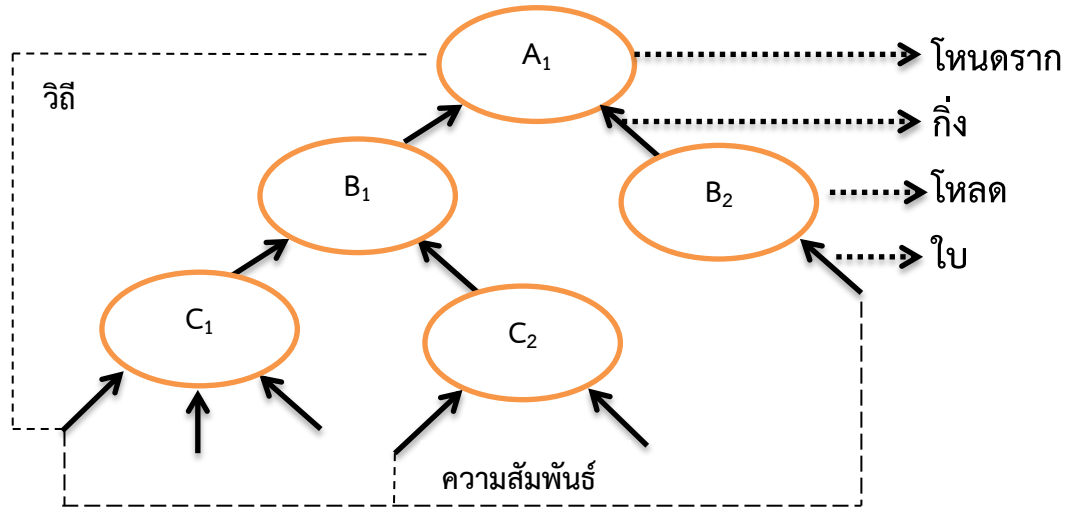 A₁
โหนดราก
วิถี
กิ่ง
B₁
B₂
โหลด
ใบ
C₁
C₂
ความสัมพันธ์